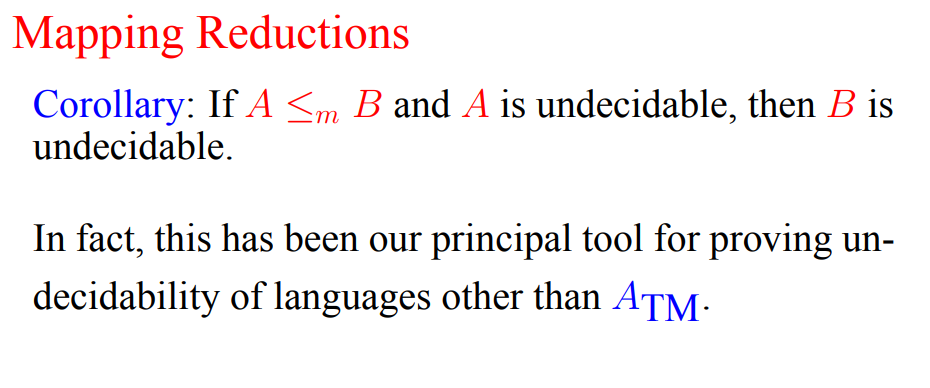 Mapping Reductions
Corollary: If A ≤m B and A is undecidable, then B is
undecidable.
In fact, this has been our principal tool for proving un-
decidability of languages other than ATM.